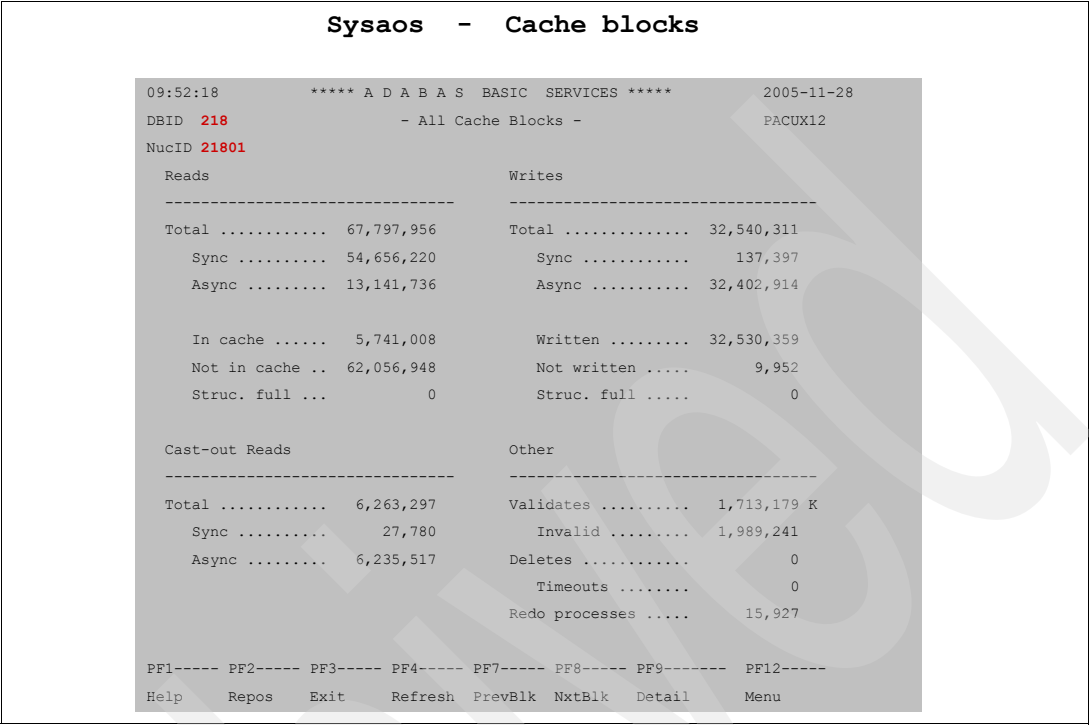 Sysaos - Cache blocks
09:52:18 ***** A D A B A S BASIC SERVICES ***** 2005-11-28
DBID 218 - All Cache Blocks - PACUX12
NucID 21801
Reads Writes
-------------------------------- ----------------------------------
Total ............ 67,797,956 Total .............. 32,540,311
Sync .......... 54,656,220 Sync ............ 137,397
Async ......... 13,141,736 Async ........... 32,402,914
In cache ...... 5,741,008 Written ......... 32,530,359
Not in cache .. 62,056,948 Not written ..... 9,952
Struc. full ... 0 Struc. full ..... 0
Cast-out Reads Other
-------------------------------- ----------------------------------
Total ............ 6,263,297 Validates .......... 1,713,179 K
Sync .......... 27,780 Invalid ......... 1,989,241
Async ......... 6,235,517 Deletes ............ 0
Timeouts ........ 0
Redo processes ..... 15,927
PF1----- PF2----- PF3----- PF4----- PF7----- PF8----- PF9------- PF12-----
Help Repos Exit Refresh PrevBlk NxtBlk Detail Menu